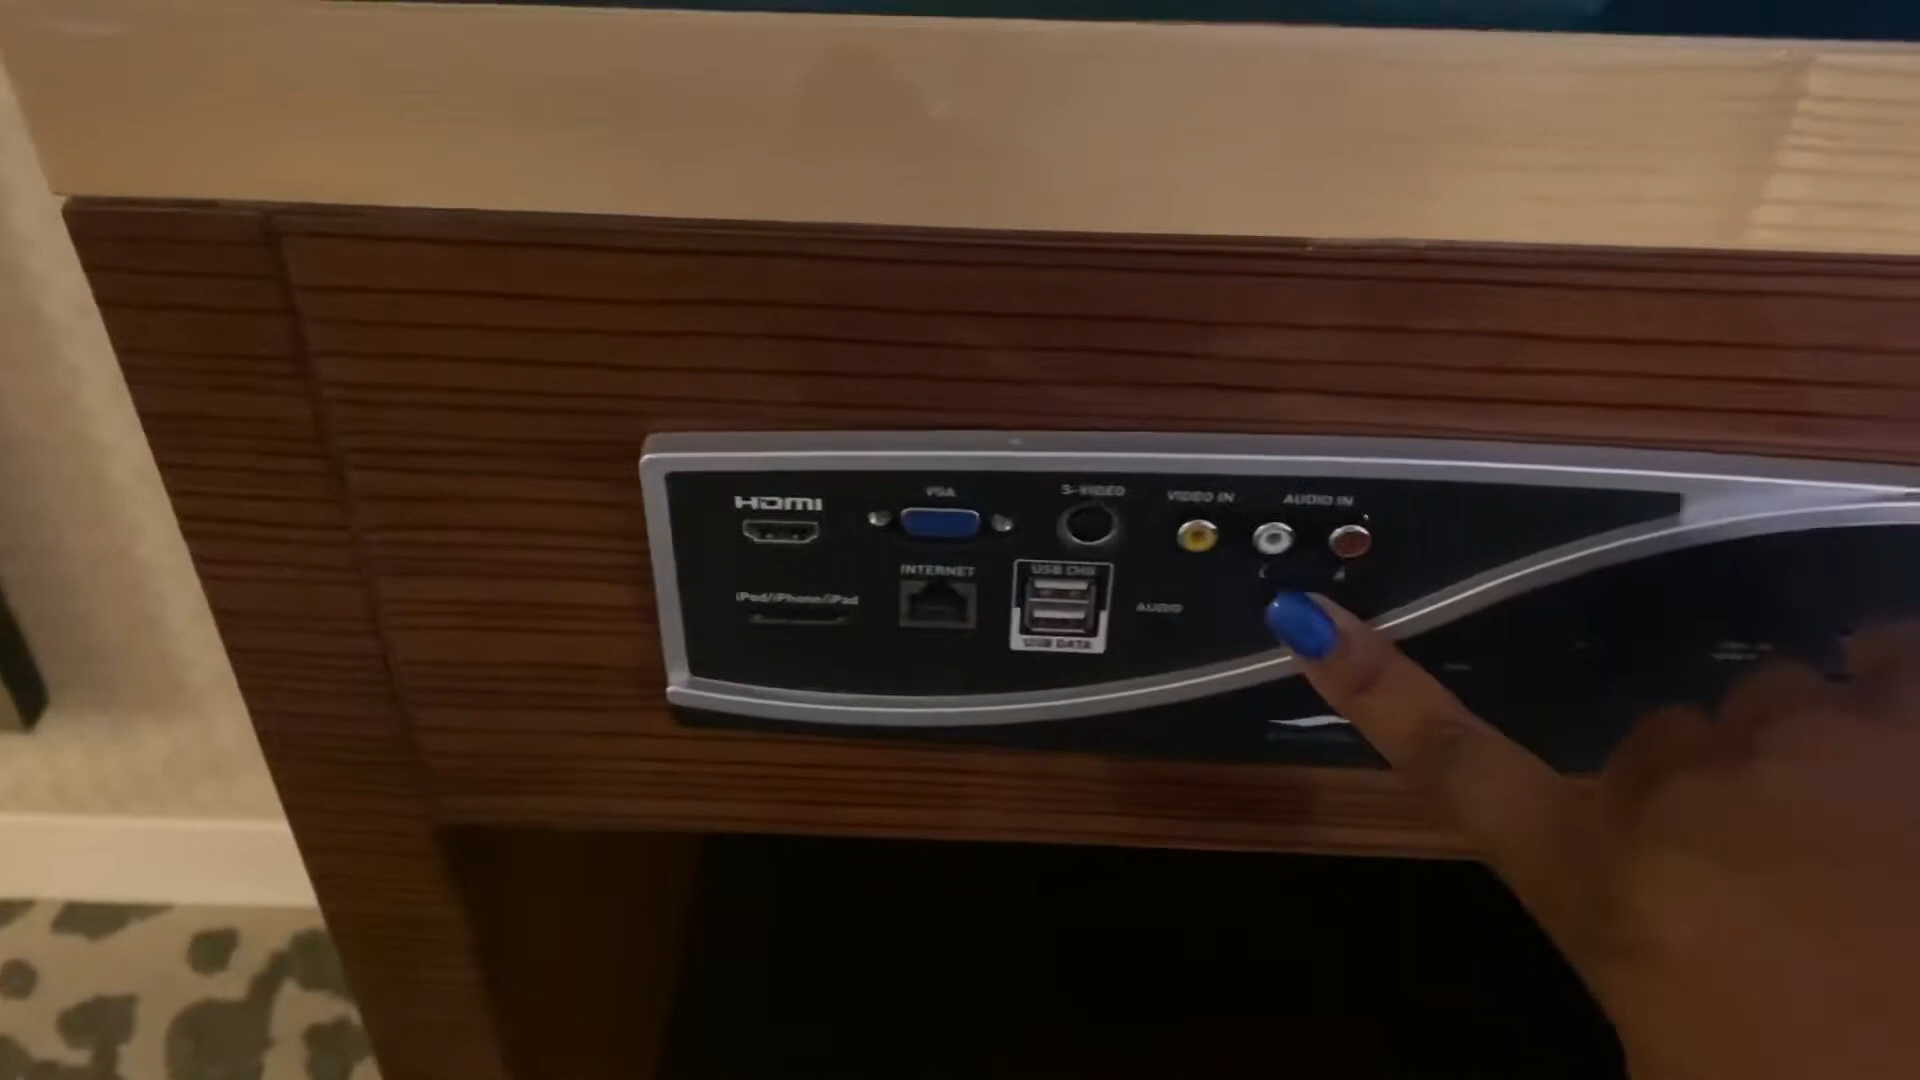 HDMI
VGA
S-VIDEO
VIDEO IN
AUDIO IN
iPod/iPhone/iPad
INTERNET
USB CHG
USB DATA
AUDIO
L
R